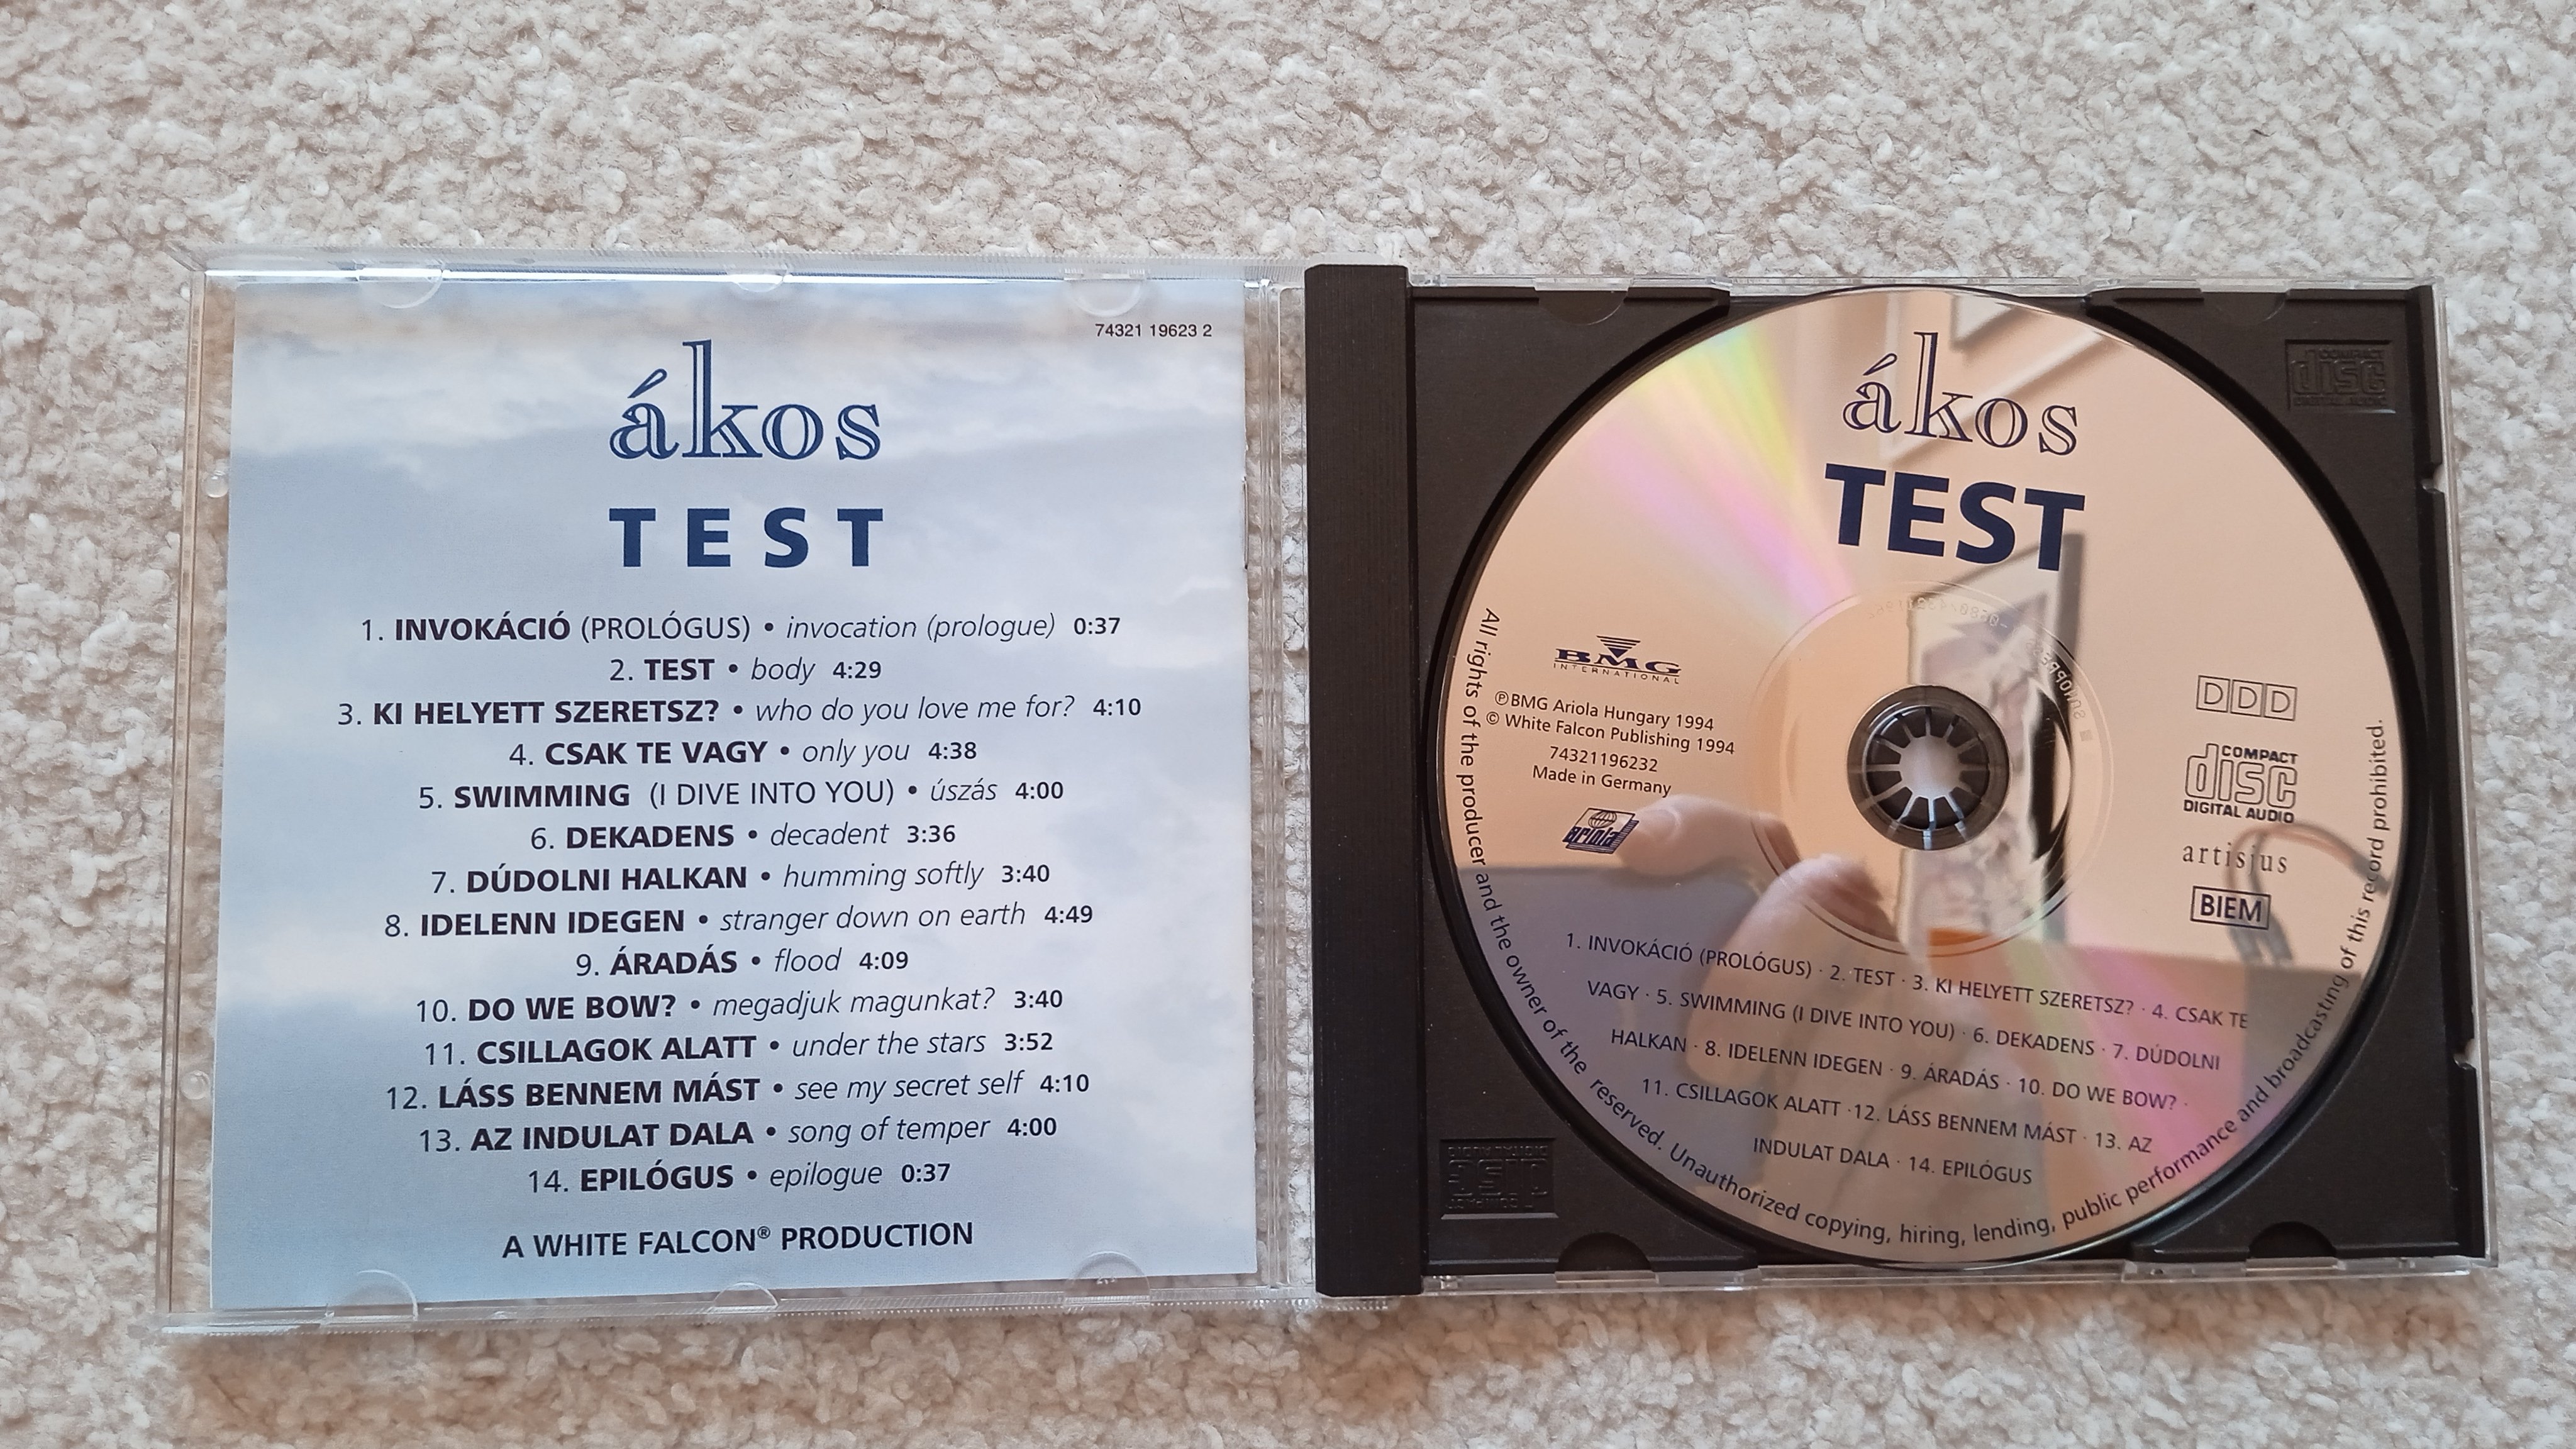 74321 19623 2
ákos
TEST
1. INVOKÁCIÓ (PROLÓGUS) • invocation (prologue) 0:37
2. TEST • body 4:29
3. KI HELYETT SZERETSZ? • who do you love me for? 4:10
4. CSAK TE VAGY • only you 4:38
5. SWIMMING (I DIVE INTO YOU) • úszás 4:00
6. DEKADENS • decadent 3:36
7. DÚDOLNI HALKAN • humming softly 3:40
8. IDELENN IDEGEN • stranger down on earth 4:49
9. ÁRADÁS • flood 4:09
10. DO WE BOW? • megadjuk magunkat? 3:40
11. CSILLAGOK ALATT • under the stars 3:52
12. LÁSS BENNEM MÁST • see my secret self 4:10
13. AZ INDULAT DALA • song of temper 4:00
14. EPILÓGUS • epilogue 0:37
A WHITE FALCON® PRODUCTION
ákos
TEST
BMG
INTERNATIONAL
℗ BMG Ariola Hungary 1994
© White Falcon Publishing 1994
74321196232
Made in Germany
ariola
DDD
COMPACT
disc
DIGITAL AUDIO
artisjus
BIEM
1. INVOKÁCIÓ (PROLÓGUS) · 2. TEST · 3. KI HELYETT SZERETSZ? · 4. CSAK TE
VAGY · 5. SWIMMING (I DIVE INTO YOU) · 6. DEKADENS · 7. DÚDOLNI
HALKAN · 8. IDELENN IDEGEN · 9. ÁRADÁS · 10. DO WE BOW? ·
11. CSILLAGOK ALATT · 12. LÁSS BENNEM MÁST · 13. AZ
INDULAT DALA · 14. EPILÓGUS
All rights of the producer and the owner of the reserved. Unauthorized copying, hiring, lending, public performance and broadcasting of this record prohibited.
COMPACT
disc
DIGITAL AUDIO